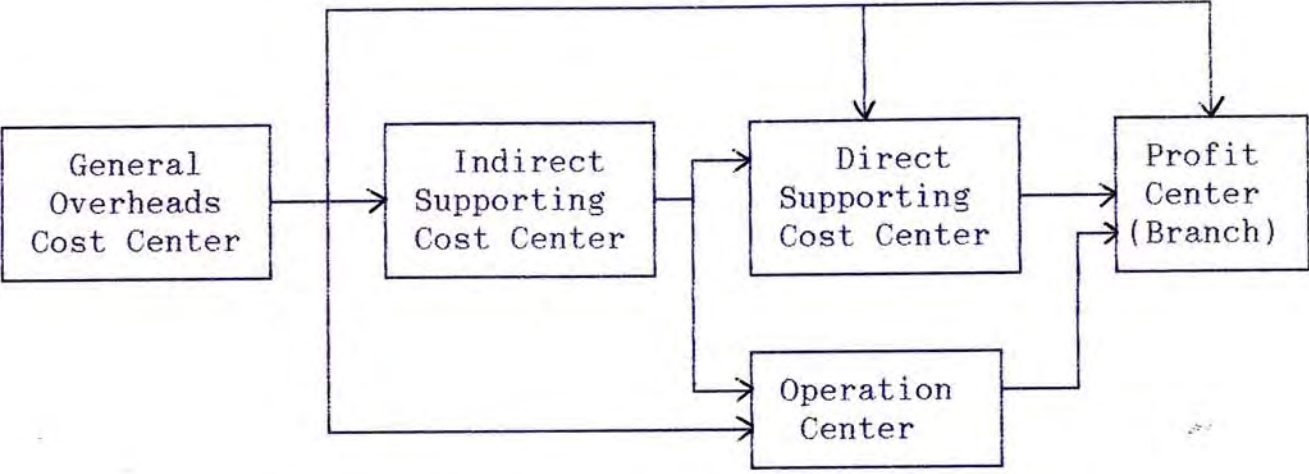 General
Overheads
Cost Center
Indirect
Supporting
Cost Center
Direct
Supporting
Cost Center
Profit
Center
(Branch)
Operation
Center